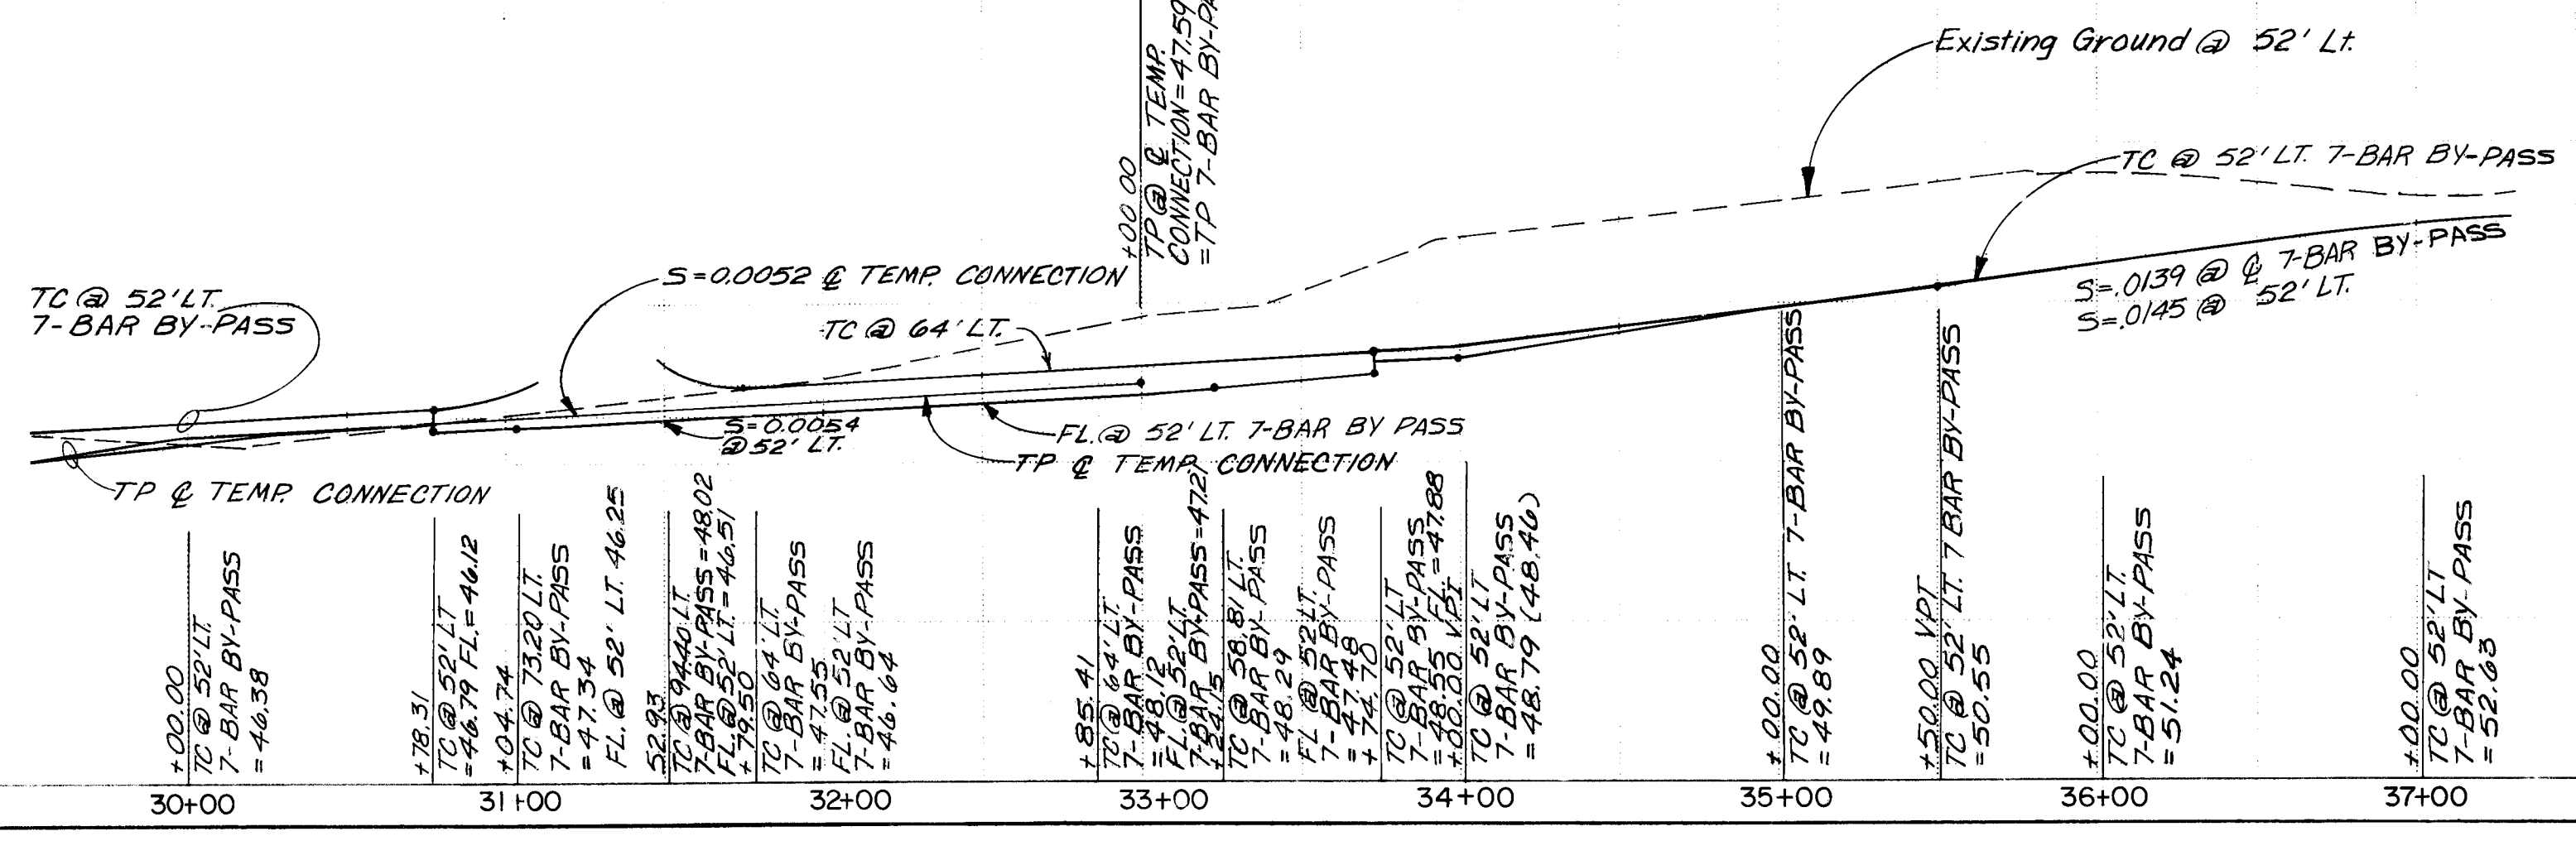 +00.00
TP @ ℄ TEMP.
CONNECTION=47.59
=TP 7-BAR BY-PA
Existing Ground @ 52' Lt.
TC @ 52' LT. 7-BAR BY-PASS
S=.0139 @ ℄ 7-BAR BY-PASS
S=.0145 @ 52' LT.
TC @ 52' LT.
7-BAR BY-PASS
S=0.0052 ℄ TEMP. CONNECTION
TC @ 64' LT.
S=0.0054
@ 52' LT.
FL.@ 52' LT. 7-BAR BY PASS
TP ℄ TEMP. CONNECTION
TP ℄ TEMP. CONNECTION
+00.00
TC @ 52' LT.
7-BAR BY-PASS
=46.38
+78.31
TC @ 52' LT
=46.79 FL.=46.12
+04.74
TC @ 73.20 LT.
7-BAR BY-PASS
=47.34
FL. @ 52' LT. 46.25
52.93
TC @ 94.40 LT.
7-BAR BY-PASS=48.02
FL.@ 52' LT.=46.51
+79.50
TC @ 64' LT.
7-BAR BY-PASS
=47.55
FL. @ 52' LT
7-BAR BY-PASS
=46.64
+85.41
TC @ 64' LT.
7-BAR BY-PASS
=48.12
FL.@ 52' LT.
7-BAR BY-PASS=47.21
+24.15
TC @ 58.81 LT.
7-BAR BY-PASS
=48.29
FL @ 52' LT.
7-BAR BY-PASS
=47.48
+74.70
TC @ 52' LT
7-BAR BY-PASS
=48.55 FL.=47.88
+00.00 VPI
TC @ 52' LT
7-BAR BY-PASS
=48.79 (48.46)
+00.00
TC @ 52' LT 7-BAR BY-PASS
=49.89
+50.00 VPT
TC @ 52' LT. 7 BAR BY-PASS
=50.55
+00.00
TC @ 52' LT.
7-BAR BY-PASS
=51.24
+00.00
TC @ 52' LT
7-BAR BY-PASS
=52.63
30+00
31+00
32+00
33+00
34+00
35+00
36+00
37+00